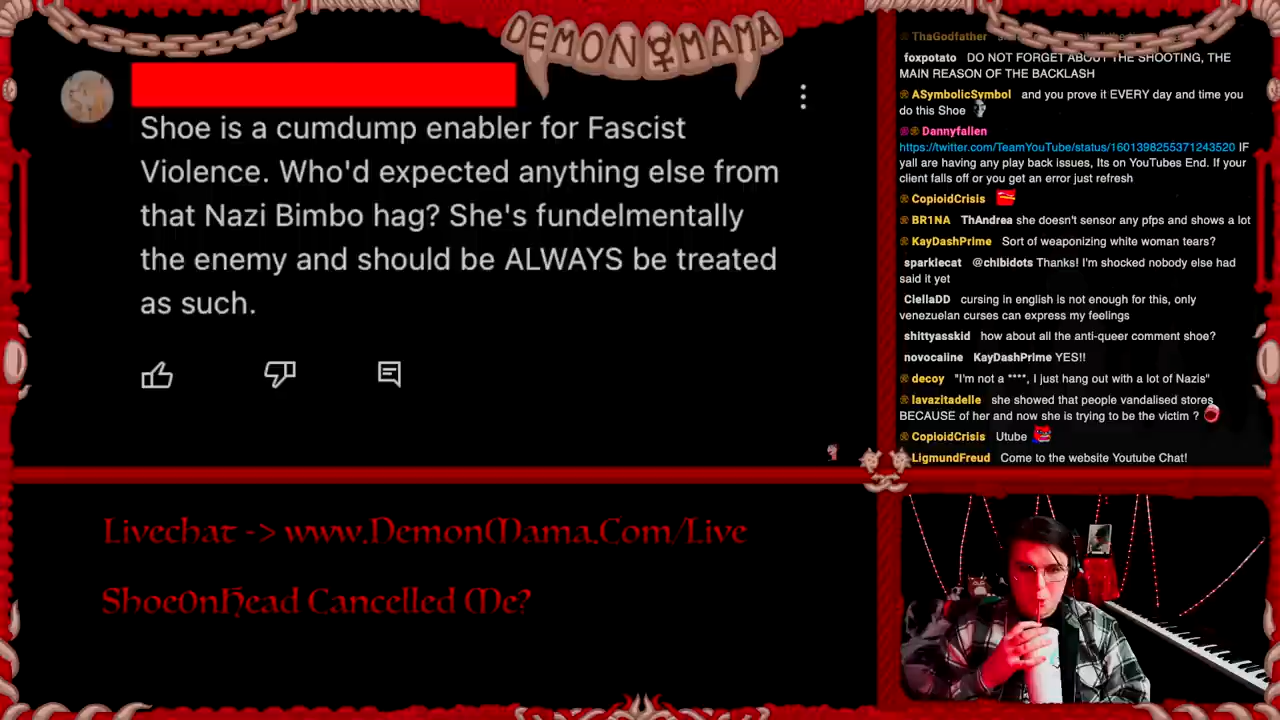 DEMON MAMA
Shoe is a cumdump enabler for Fascist
Violence. Who'd expected anything else from
that Nazi Bimbo hag? She's fundelmentally
the enemy and should be ALWAYS be treated
as such.
ThaGodfather
foxpotato DO NOT FORGET ABOUT THE SHOOTING, THE
MAIN REASON OF THE BACKLASH
ASymbolicSymbol and you prove it EVERY day and time you
do this Shoe
Dannyfallen
https://twitter.com/TeamYouTube/status/1601398255371243520 IF
yall are having any play back issues, Its on YouTubes End. If your
client falls off or you get an error just refresh
CopioidCrisis
BR1NA ThAndrea she doesn't sensor any pfps and shows a lot
KayDashPrime Sort of weaponizing white woman tears?
sparklecat @chibidots Thanks! I'm shocked nobody else had
said it yet
CiellaDD cursing in english is not enough for this, only
venezuelan curses can express my feelings
shittyasskid how about all the anti-queer comment shoe?
novocaiine KayDashPrime YES!!
decoy "I'm not a ****, I just hang out with a lot of Nazis"
lavazitadelle she showed that people vandalised stores
BECAUSE of her and now she is trying to be the victim ?
CopioidCrisis Utube
LigmundFreud Come to the website Youtube Chat!
Livechat -> www.DemonMama.Com/Live
Shoe0nHead Cancelled Me?